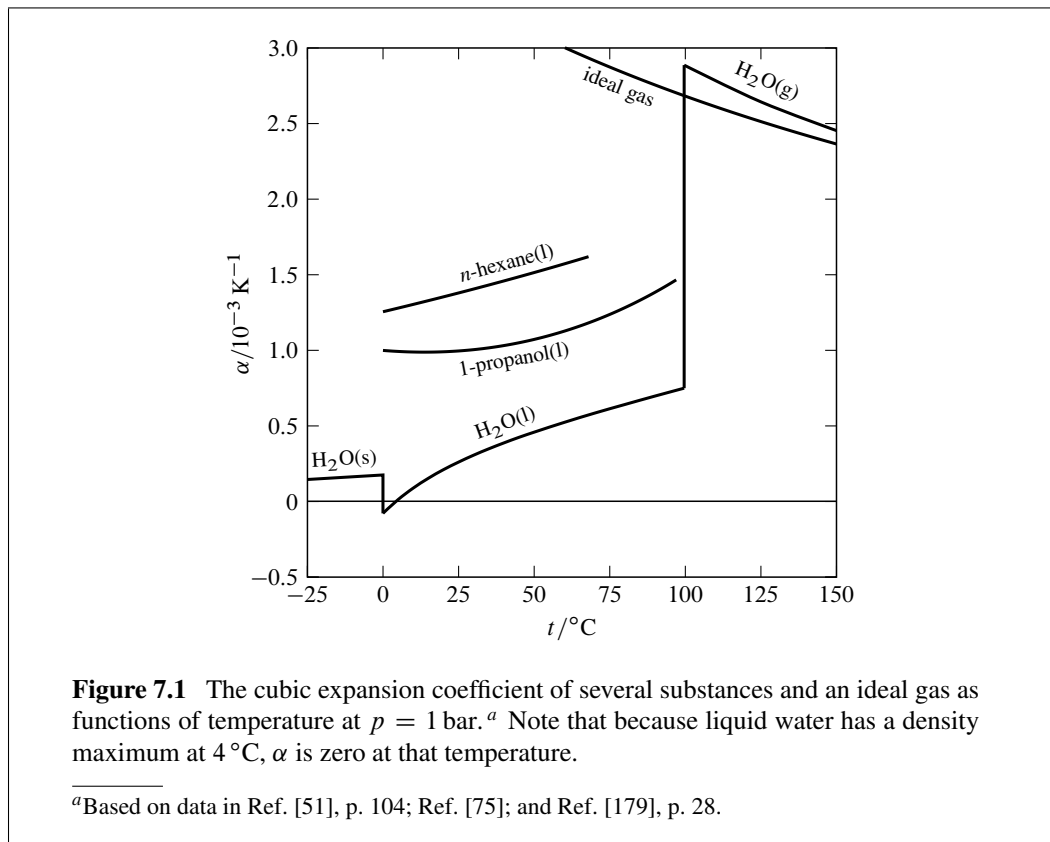 3.0
2.5
2.0
1.5
1.0
0.5
0
−0.5
α/10−3 K−1
ideal gas
H2O(g)
n-hexane(l)
1-propanol(l)
H2O(l)
H2O(s)
−25 0 25 50 75 100 125 150
t/°C
Figure 7.1 The cubic expansion coefficient of several substances and an ideal gas as
functions of temperature at p = 1 bar. a Note that because liquid water has a density
maximum at 4 °C, α is zero at that temperature.
aBased on data in Ref. [51], p. 104; Ref. [75]; and Ref. [179], p. 28.